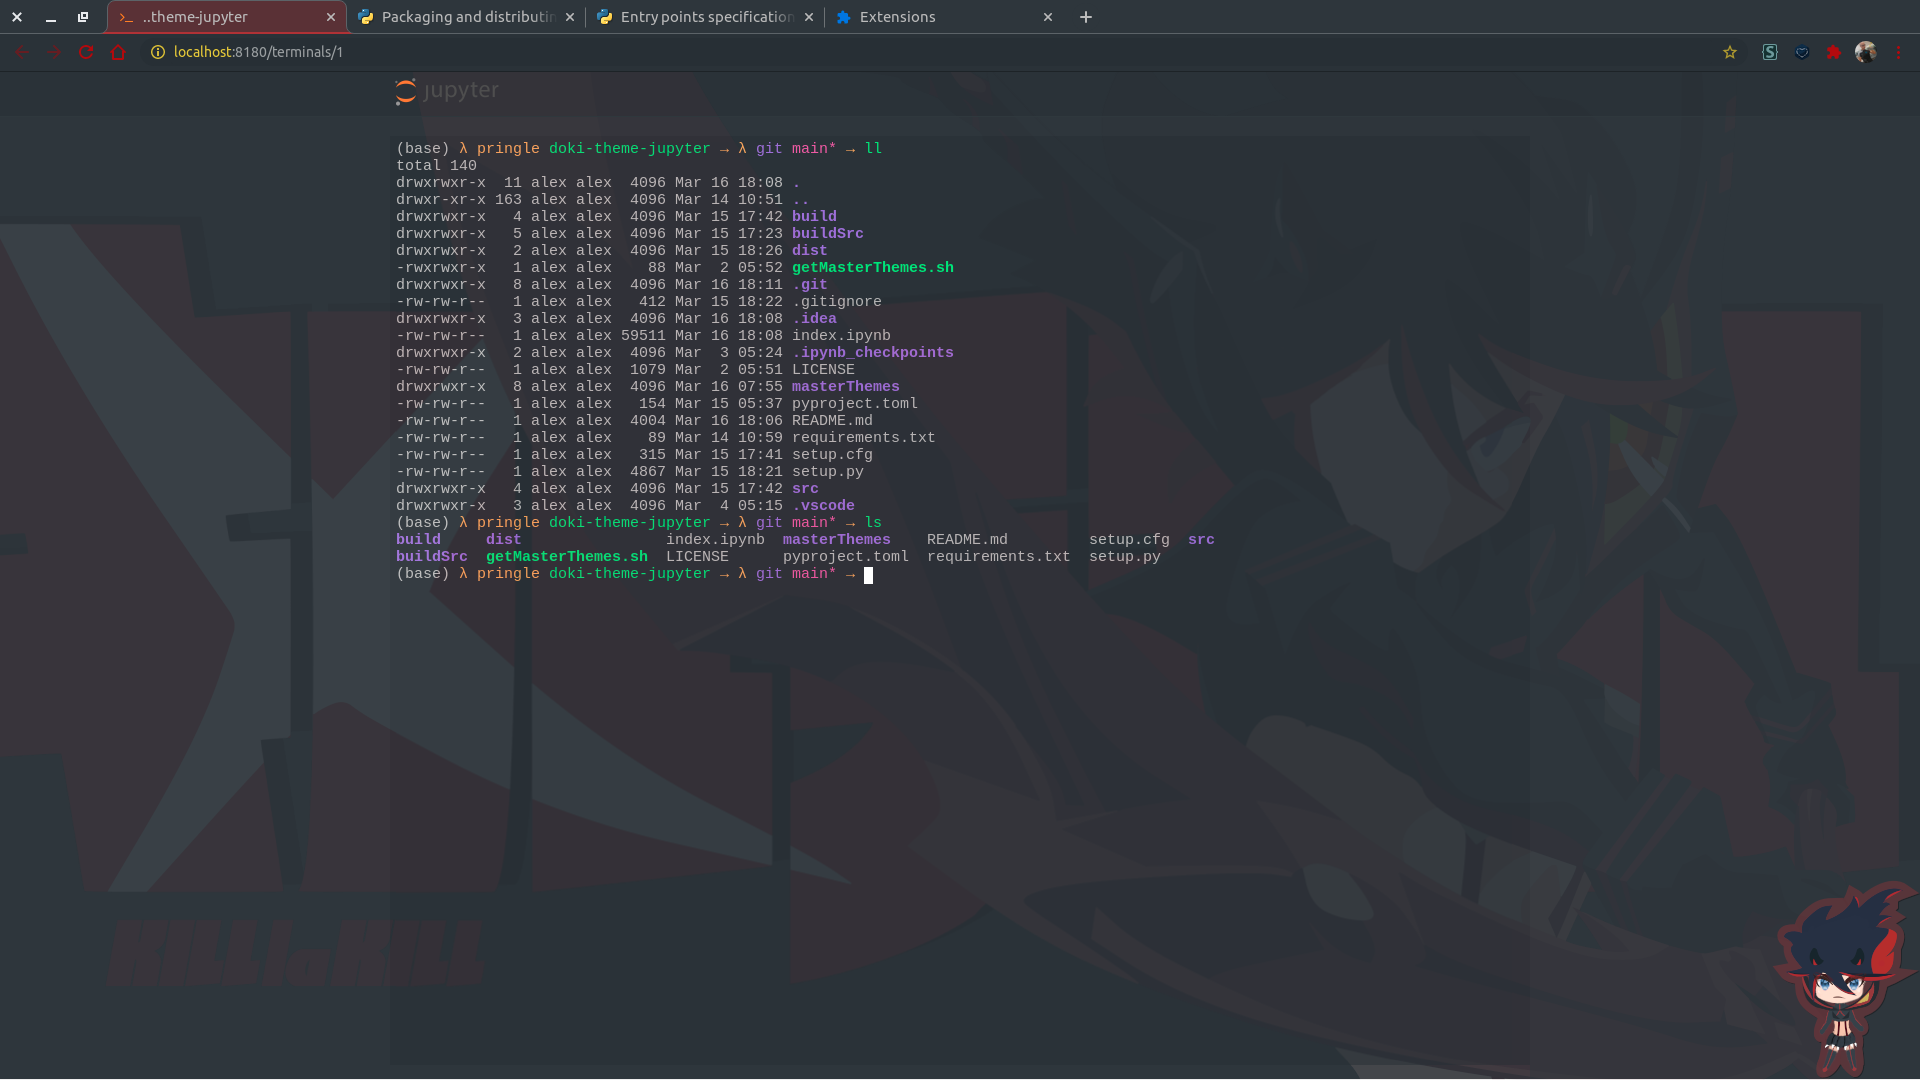 ..theme-jupyter
Packaging and distributin
Entry points specification
Extensions
localhost:8180/terminals/1
jupyter
(base) λ pringle doki-theme-jupyter → λ git main* → ll
total 140
drwxrwxr-x  11 alex alex  4096 Mar 16 18:08 .
drwxr-xr-x 163 alex alex  4096 Mar 14 10:51 ..
drwxrwxr-x   4 alex alex  4096 Mar 15 17:42 build
drwxrwxr-x   5 alex alex  4096 Mar 15 17:23 buildSrc
drwxrwxr-x   2 alex alex  4096 Mar 15 18:26 dist
-rwxrwxr-x   1 alex alex    88 Mar  2 05:52 getMasterThemes.sh
drwxrwxr-x   8 alex alex  4096 Mar 16 18:11 .git
-rw-rw-r--   1 alex alex   412 Mar 15 18:22 .gitignore
drwxrwxr-x   3 alex alex  4096 Mar 16 18:08 .idea
-rw-rw-r--   1 alex alex 59511 Mar 16 18:08 index.ipynb
drwxrwxr-x   2 alex alex  4096 Mar  3 05:24 .ipynb_checkpoints
-rw-rw-r--   1 alex alex  1079 Mar  2 05:51 LICENSE
drwxrwxr-x   8 alex alex  4096 Mar 16 07:55 masterThemes
-rw-rw-r--   1 alex alex   154 Mar 15 05:37 pyproject.toml
-rw-rw-r--   1 alex alex  4004 Mar 16 18:06 README.md
-rw-rw-r--   1 alex alex    89 Mar 14 10:59 requirements.txt
-rw-rw-r--   1 alex alex   315 Mar 15 17:41 setup.cfg
-rw-rw-r--   1 alex alex  4867 Mar 15 18:21 setup.py
drwxrwxr-x   4 alex alex  4096 Mar 15 17:42 src
drwxrwxr-x   3 alex alex  4096 Mar  4 05:15 .vscode
(base) λ pringle doki-theme-jupyter → λ git main* → ls
build     dist                index.ipynb  masterThemes    README.md         setup.cfg  src
buildSrc  getMasterThemes.sh  LICENSE      pyproject.toml  requirements.txt  setup.py
(base) λ pringle doki-theme-jupyter → λ git main* →
KILL la KILL